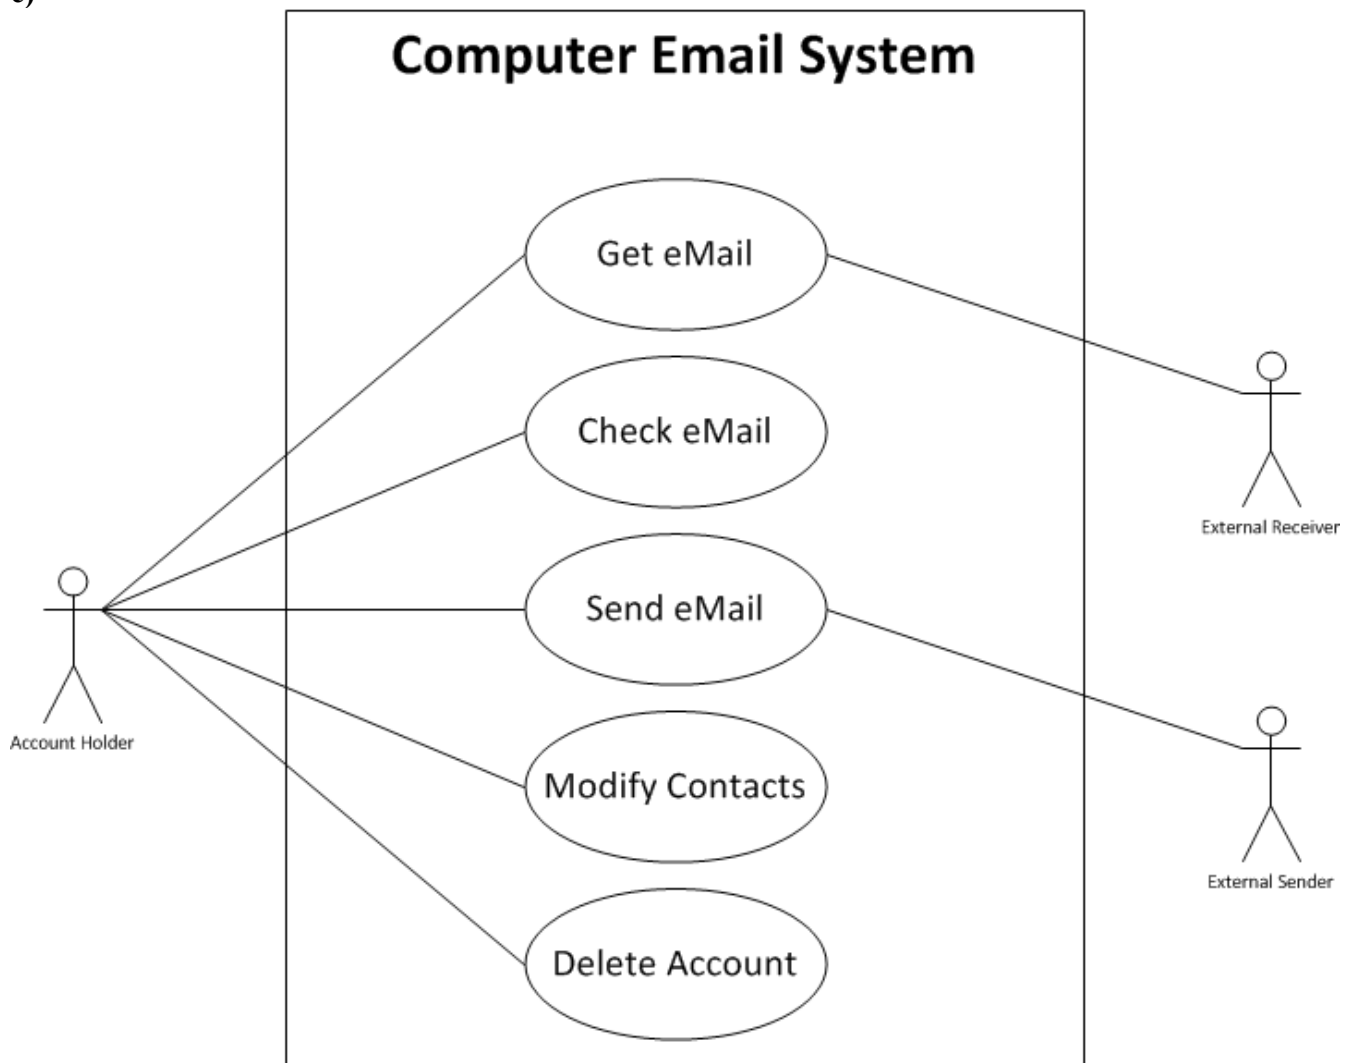 Computer Email System
Get eMail
Check eMail
External Receiver
Send eMail
Account Holder
Modify Contacts
External Sender
Delete Account